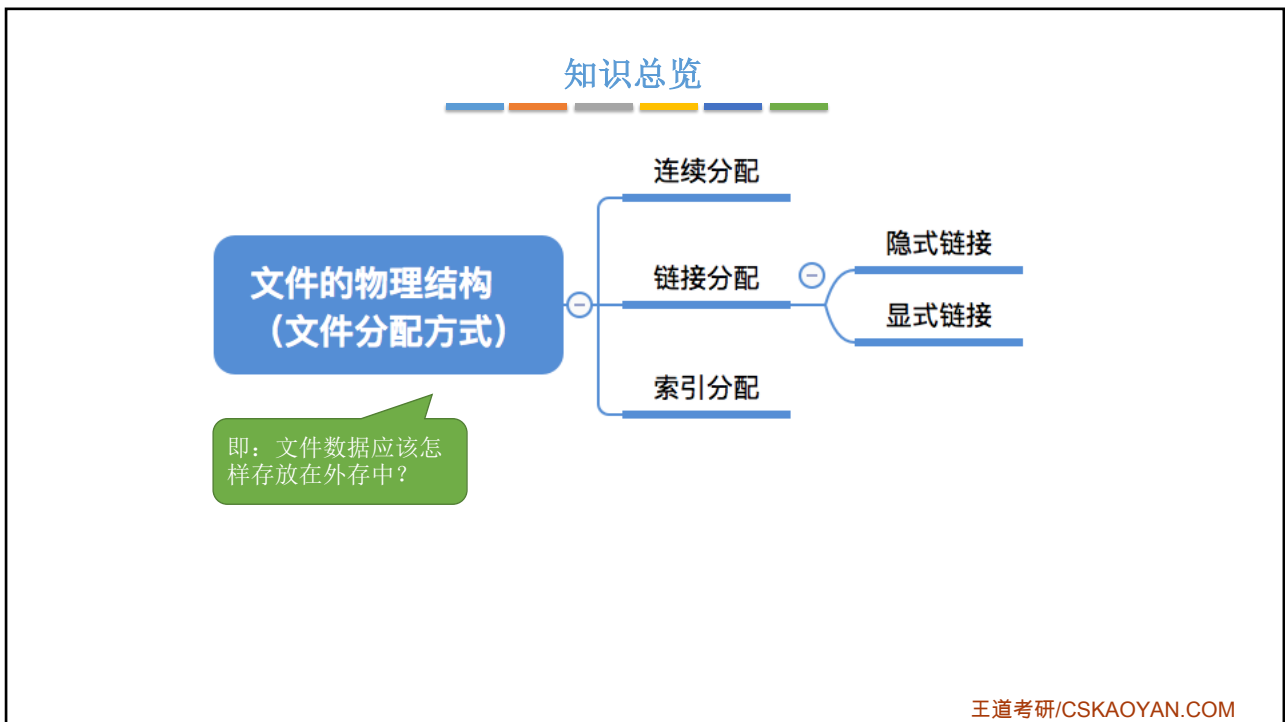 知识总览
连续分配
隐式链接
文件的物理结构
（文件分配方式）
链接分配
显式链接
索引分配
即：文件数据应该怎
样存放在外存中？
王道考研/CSKAOYAN.COM